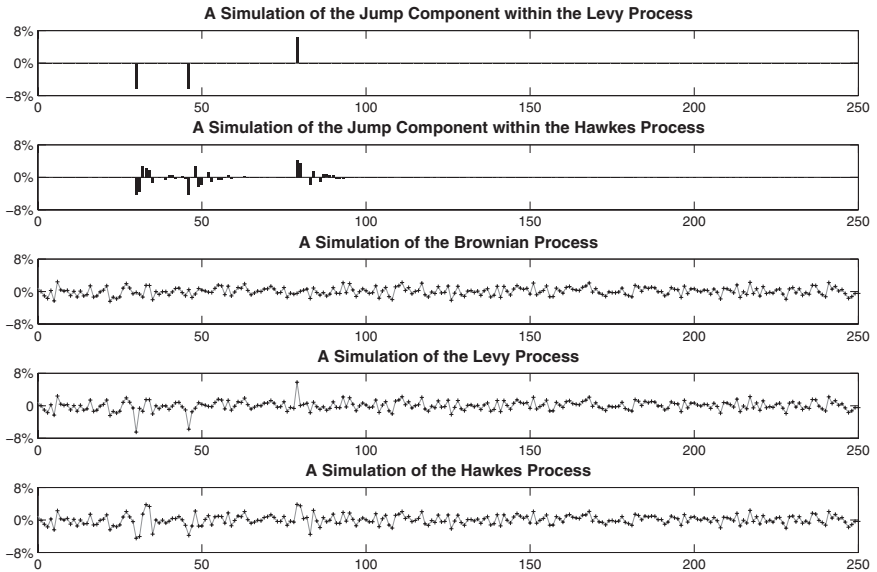 A Simulation of the Jump Component within the Levy Process
8%
0%
−8%
0 50 100 150 200 250
A Simulation of the Jump Component within the Hawkes Process
8%
0%
−8%
0 50 100 150 200 250
A Simulation of the Brownian Process
8%
0%
−8%
0 50 100 150 200 250
A Simulation of the Levy Process
8%
0
−8%
0 50 100 150 200 250
A Simulation of the Hawkes Process
8%
0%
−8%
0 50 100 150 200 250